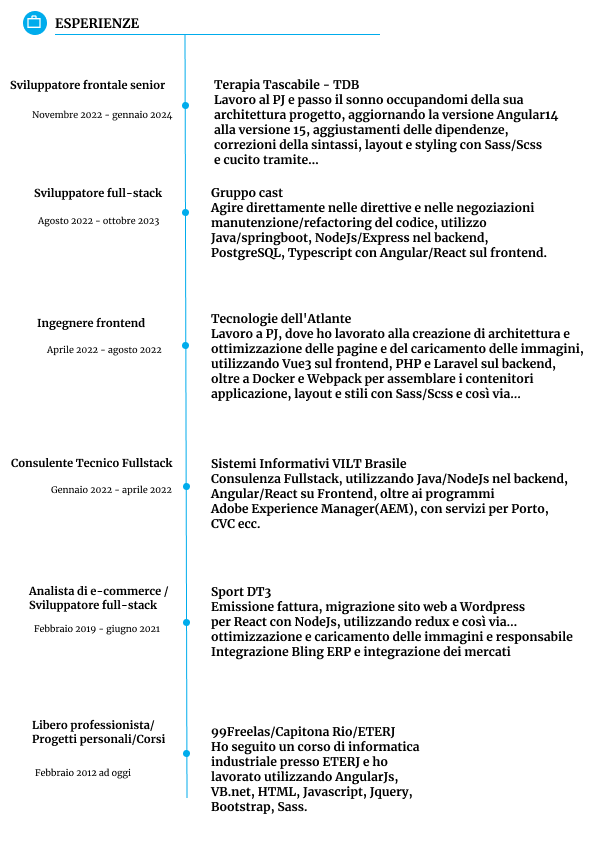 ESPERIENZE
Sviluppatore frontale senior
Novembre 2022 - gennaio 2024
Terapia Tascabile - TDB
Lavoro al PJ e passo il sonno occupandomi della sua
architettura progetto, aggiornando la versione Angular14
alla versione 15, aggiustamenti delle dipendenze,
correzioni della sintassi, layout e styling con Sass/Scss
e cucito tramite...
Sviluppatore full-stack
Agosto 2022 - ottobre 2023
Gruppo cast
Agire direttamente nelle direttive e nelle negoziazioni
manutenzione/refactoring del codice, utilizzo
Java/springboot, NodeJs/Express nel backend,
PostgreSQL, Typescript con Angular/React sul frontend.
Ingegnere frontend
Aprile 2022 - agosto 2022
Tecnologie dell'Atlante
Lavoro a PJ, dove ho lavorato alla creazione di architettura e
ottimizzazione delle pagine e del caricamento delle immagini,
utilizzando Vue3 sul frontend, PHP e Laravel sul backend,
oltre a Docker e Webpack per assemblare i contenitori
applicazione, layout e stili con Sass/Scss e così via...
Consulente Tecnico Fullstack
Gennaio 2022 - aprile 2022
Sistemi Informativi VILT Brasile
Consulenza Fullstack, utilizzando Java/NodeJs nel backend,
Angular/React su Frontend, oltre ai programmi
Adobe Experience Manager(AEM), con servizi per Porto,
CVC ecc.
Analista di e-commerce /
Sviluppatore full-stack
Febbraio 2019 - giugno 2021
Sport DT3
Emissione fattura, migrazione sito web a Wordpress
per React con NodeJs, utilizzando redux e così via...
ottimizzazione e caricamento delle immagini e responsabile
Integrazione Bling ERP e integrazione dei mercati
Libero professionista/
Progetti personali/Corsi
Febbraio 2012 ad oggi
99Freelas/Capitona Rio/ETERJ
Ho seguito un corso di informatica
industriale presso ETERJ e ho
lavorato utilizzando AngularJs,
VB.net, HTML, Javascript, Jquery,
Bootstrap, Sass.